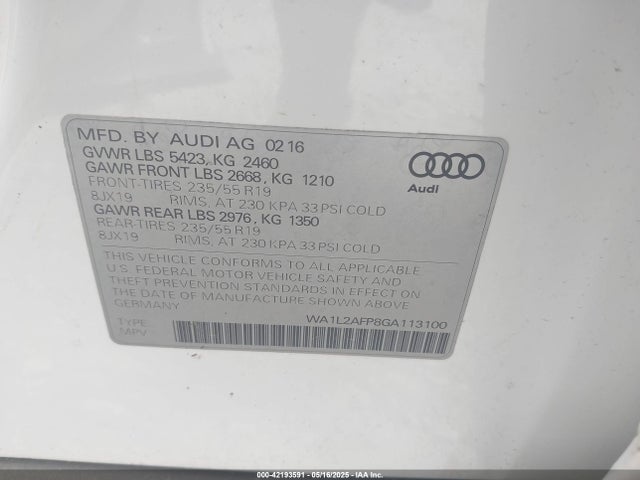 MFD. BY AUDI AG 02 16
GVWR LBS 5423, KG 2460
GAWR FRONT LBS 2668, KG 1210
FRONT-TIRES 235/55 R19
8JX19 RIMS, AT 230 KPA 33 PSI COLD
GAWR REAR LBS 2976, KG 1350
REAR-TIRES 235/55 R19
8JX19 RIMS, AT 230 KPA 33 PSI COLD
Audi
THIS VEHICLE CONFORMS TO ALL APPLICABLE
U.S. FEDERAL MOTOR VEHICLE SAFETY AND
THEFT PREVENTION STANDARDS IN EFFECT ON
THE DATE OF MANUFACTURE SHOWN ABOVE.
GERMANY
TYPE:
MPV
WA1L2AFP8GA113100
000-42193591 - 05/16/2025 - IAA Inc.